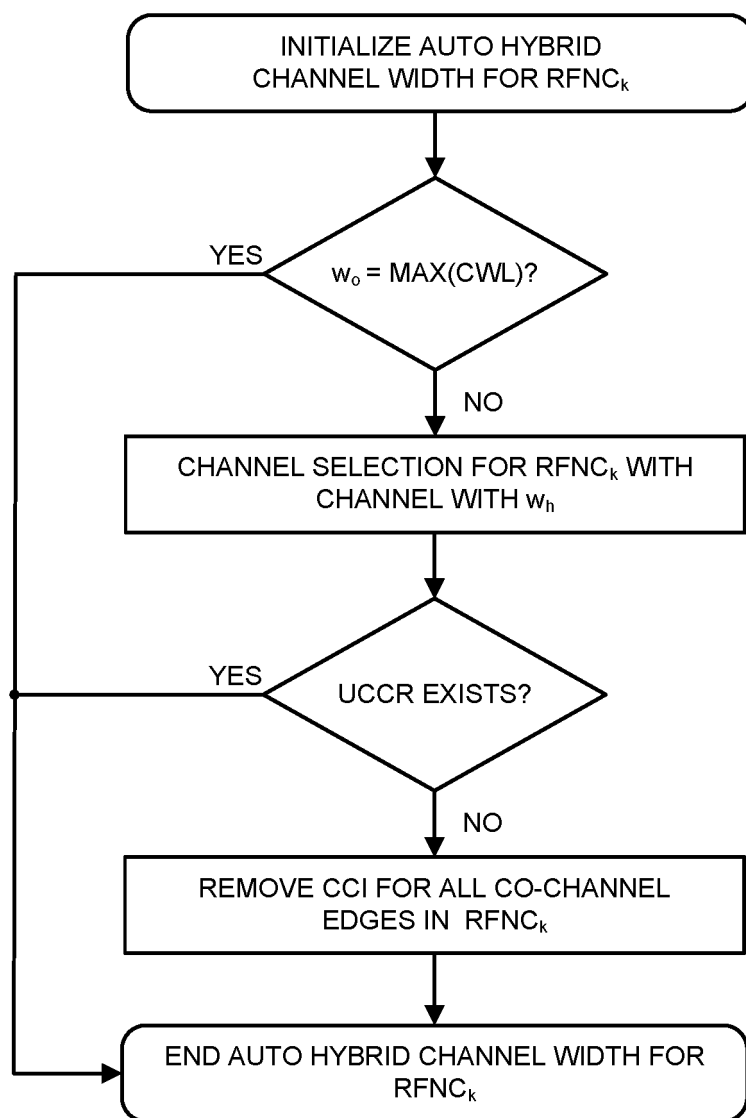 INITIALIZE AUTO HYBRID
CHANNEL WIDTH FOR RFNCₖ
YES
wₒ = MAX(CWL)?
NO
CHANNEL SELECTION FOR RFNCₖ WITH
CHANNEL WITH wₕ
YES
UCCR EXISTS?
NO
REMOVE CCI FOR ALL CO-CHANNEL
EDGES IN RFNCₖ
END AUTO HYBRID CHANNEL WIDTH FOR
RFNCₖ